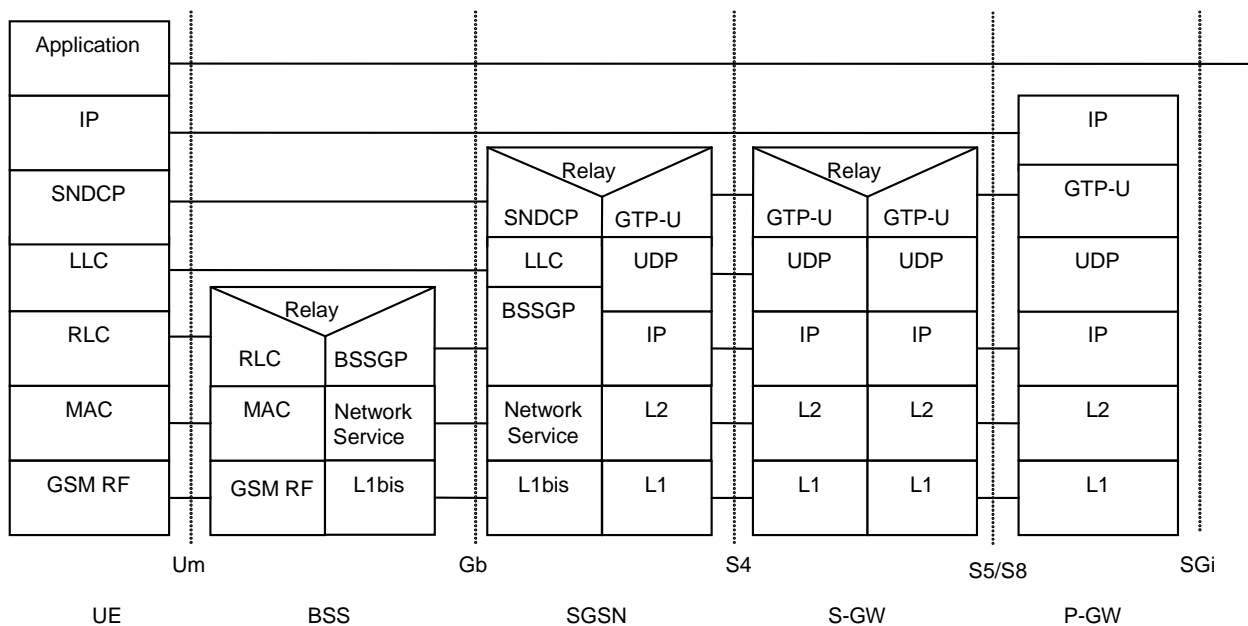 Application
IP
IP
Relay
Relay
SNDCP
GTP-U
SNDCP
GTP-U
GTP-U
GTP-U
LLC
LLC
UDP
UDP
UDP
UDP
Relay
BSSGP
RLC
IP
IP
IP
IP
RLC
BSSGP
MAC
MAC
Network
Service
Network
Service
L2
L2
L2
L2
GSM RF
GSM RF
L1bis
L1bis
L1
L1
L1
L1
Um
Gb
S4
S5/S8
SGi
UE
BSS
SGSN
S-GW
P-GW